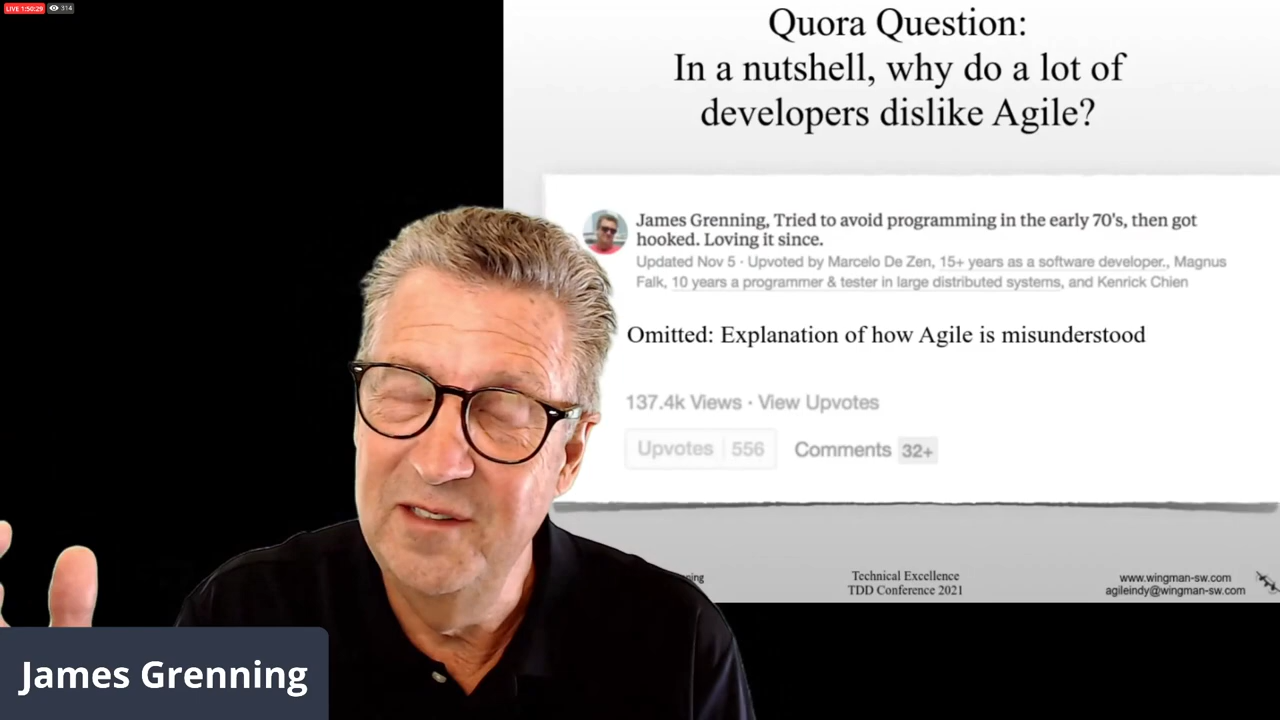 LIVE 1:50:29 314
Quora Question:
In a nutshell, why do a lot of
developers dislike Agile?
James Grenning, Tried to avoid programming in the early 70's, then got
hooked. Loving it since.
Updated Nov 5 · Upvoted by Marcelo De Zen, 15+ years as a software developer., Magnus
Falk, 10 years a programmer & tester in large distributed systems, and Kenrick Chien
Omitted: Explanation of how Agile is misunderstood
137.4k Views · View Upvotes
Upvotes 556 Comments 32+
Technical Excellence
TDD Conference 2021
www.wingman-sw.com
agileindy@wingman-sw.com
James Grenning